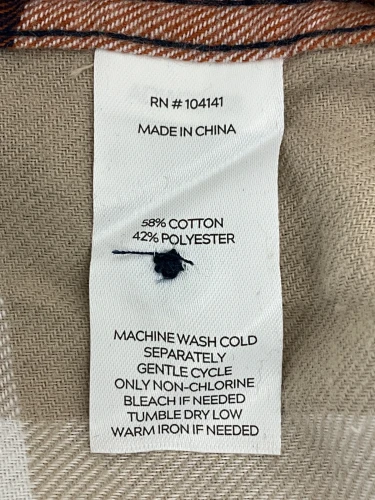 RN # 104141
MADE IN CHINA
58% COTTON
42% POLYESTER
MACHINE WASH COLD
SEPARATELY
GENTLE CYCLE
ONLY NON-CHLORINE
BLEACH IF NEEDED
TUMBLE DRY LOW
WARM IRON IF NEEDED